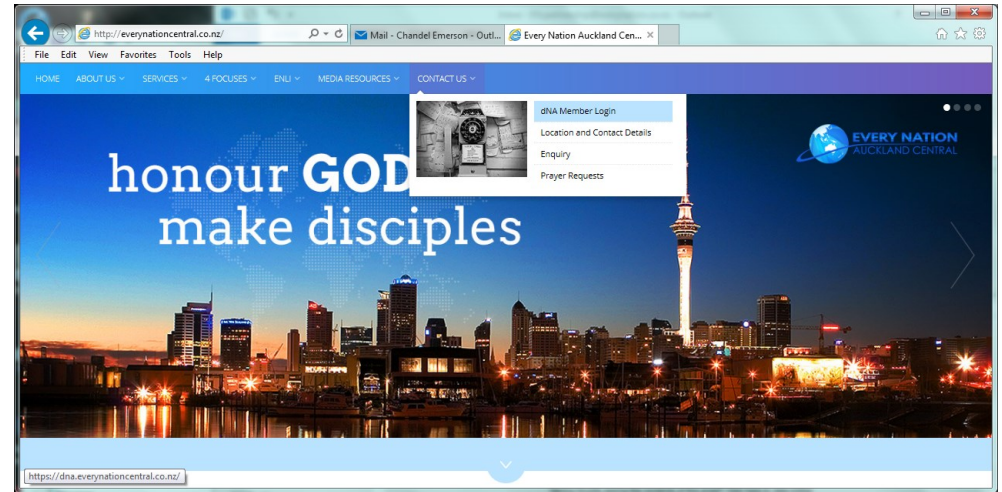 http://everynationcentral.co.nz/
Mail - Chandel Emerson - Outl...
Every Nation Auckland Cen...
File Edit View Favorites Tools Help
HOME ABOUT US SERVICES 4 FOCUSES ENLI MEDIA RESOURCES CONTACT US
dNA Member Login
Location and Contact Details
Enquiry
Prayer Requests
EVERY NATION
AUCKLAND CENTRAL
honour GOD
make disciples
https://dna.everynationcentral.co.nz/